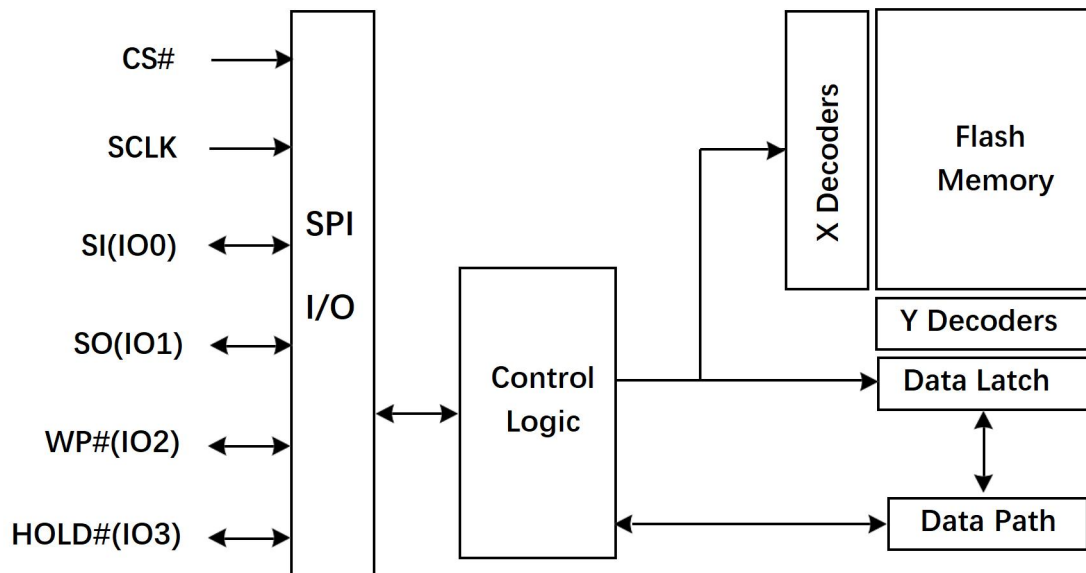 CS#
SCLK
SI(IO0)
SO(IO1)
WP#(IO2)
HOLD#(IO3)
SPI
I/O
Control
Logic
X Decoders
Flash
Memory
Y Decoders
Data Latch
Data Path